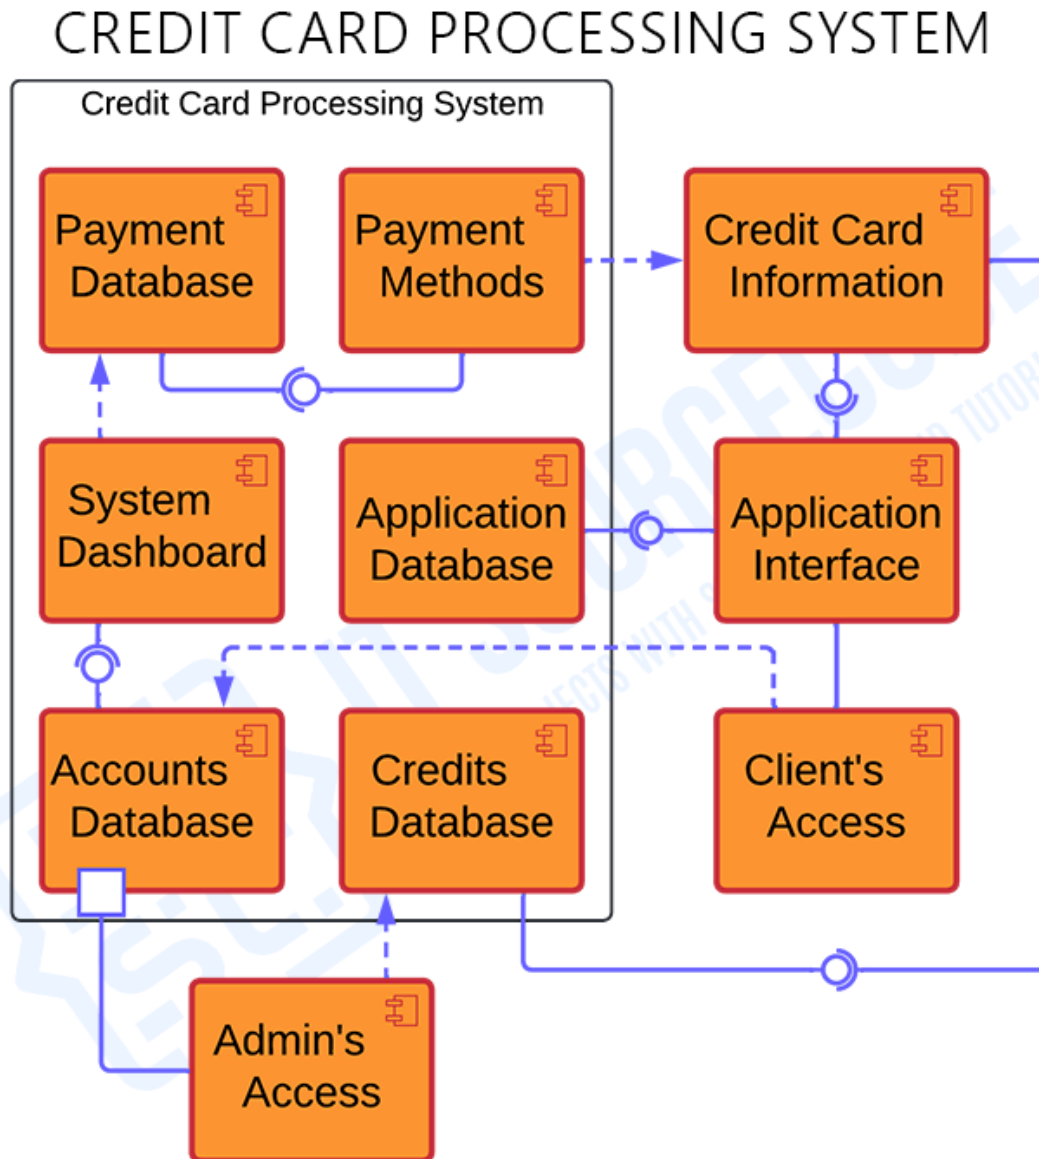 CREDIT CARD PROCESSING SYSTEM
Credit Card Processing System
Payment
Database
Payment
Methods
Credit Card
Information
System
Dashboard
Application
Database
Application
Interface
Accounts
Database
Credits
Database
Client's
Access
Admin's
Access